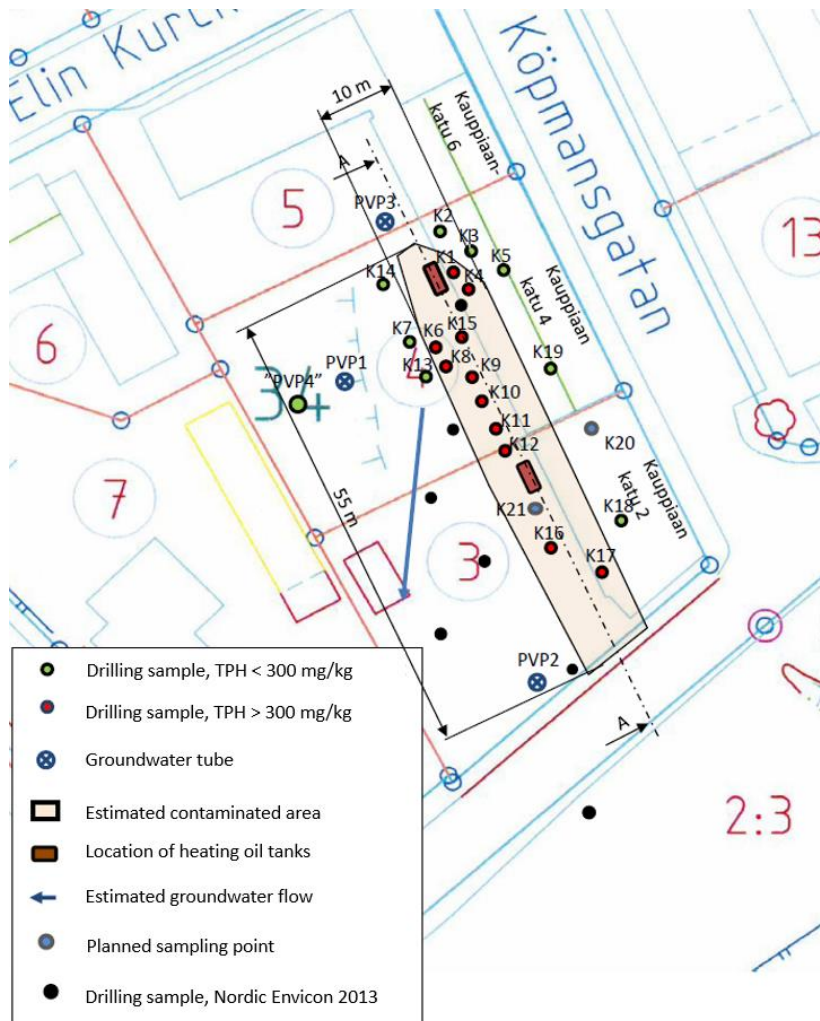 Elin Kurcl
Köpmansgatan
10 m
Kauppiaan-
katu 6
A
5
PVP3
K2
K3
K1
K5
K4
K14
13
Kauppiaan
katu 4
6
K7
K6
K15
K13
K8
K9
K19
4
PVP1
"PVP4"
34
K10
K11
K12
K20
7
55 m
Kauppiaan
katu 2
K21
K18
K16
3
K17
PVP2
A
2:3
Drilling sample, TPH < 300 mg/kg
Drilling sample, TPH > 300 mg/kg
Groundwater tube
Estimated contaminated area
Location of heating oil tanks
Estimated groundwater flow
Planned sampling point
Drilling sample, Nordic Envicon 2013